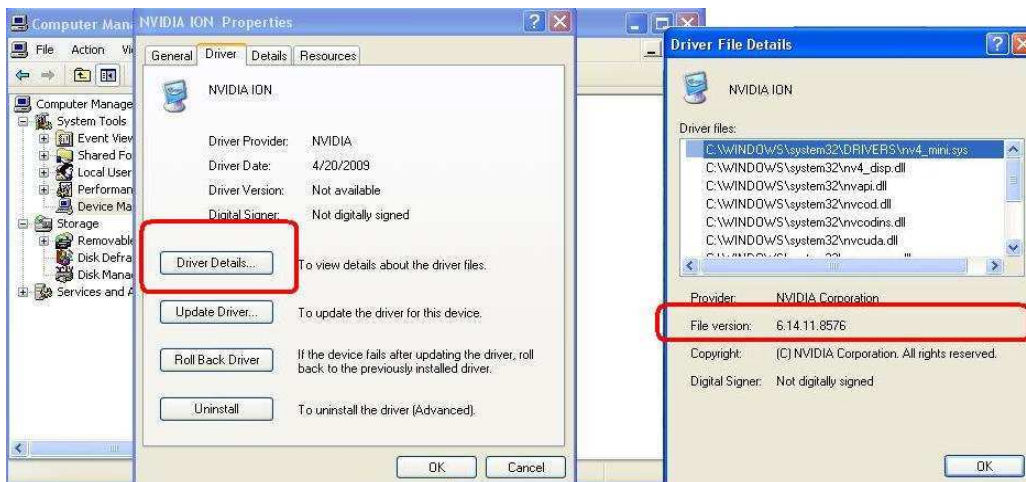 Computer Man
File Action Vi
Computer Manage
System Tools
Event View
Shared Fo
Local User
Performan
Device Ma
Storage
Removable
Disk Defra
Disk Mana
Services and A
NVIDIA ION Properties
General Driver Details Resources
NVIDIA ION
Driver Provider: NVIDIA
Driver Date: 4/20/2009
Driver Version: Not available
Digital Signer: Not digitally signed
Driver Details... To view details about the driver files.
Update Driver... To update the driver for this device.
Roll Back Driver If the device fails after updating the driver, roll
back to the previously installed driver.
Uninstall To uninstall the driver (Advanced).
OK Cancel
Driver File Details
NVIDIA ION
Driver files:
C:\WINDOWS\system32\DRIVERS\nv4_mini.sys
C:\WINDOWS\system32\nv4_disp.dll
C:\WINDOWS\system32\nvapi.dll
C:\WINDOWS\system32\nvcod.dll
C:\WINDOWS\system32\nvcodins.dll
C:\WINDOWS\system32\nvcuda.dll
Provider: NVIDIA Corporation
File version: 6.14.11.8576
Copyright: (C) NVIDIA Corporation. All rights reserved.
Digital Signer: Not digitally signed
OK